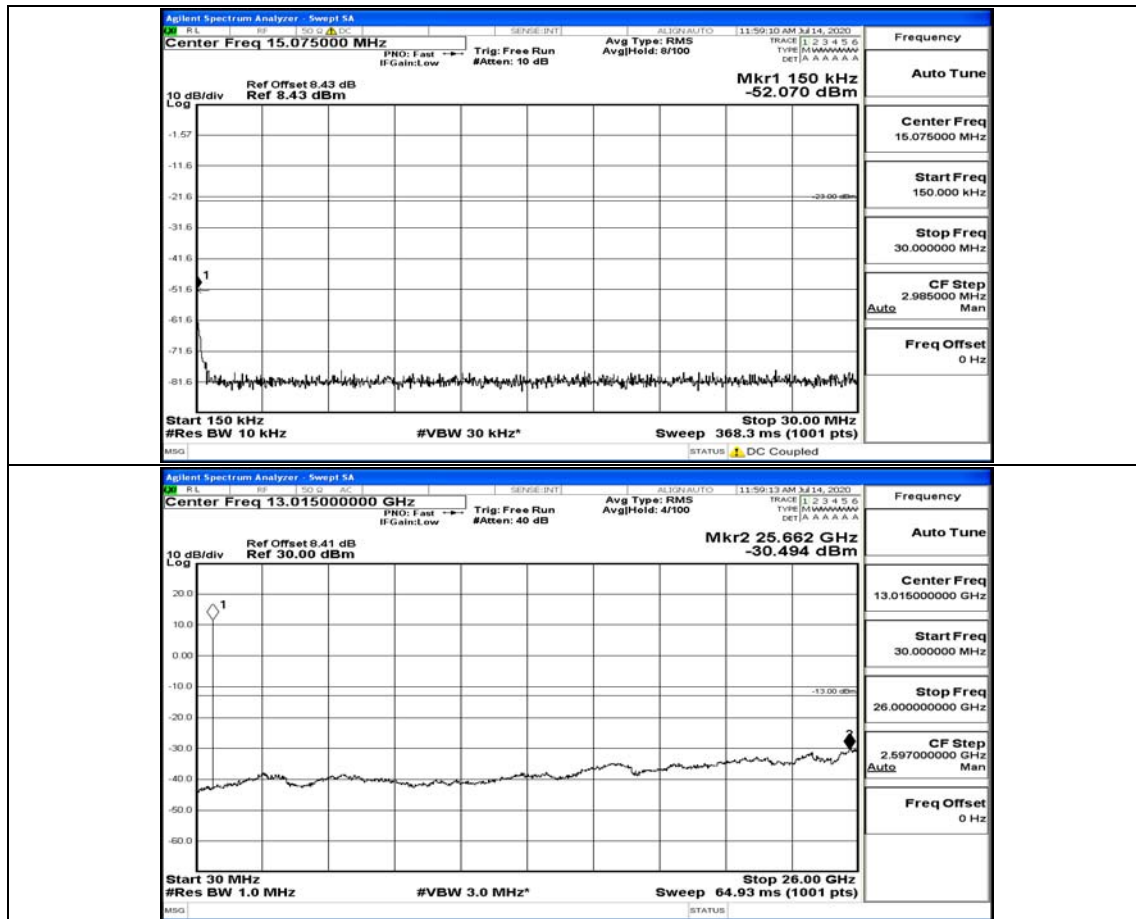 Agilent Spectrum Analyzer - Swept SA
RL RF 50 Ω DC SENSE:INT ALIGN AUTO 11:59:10 AM Jul 14, 2020
Center Freq 15.075000 MHz
PNO: Fast
IFGain:Low
Trig: Free Run
#Atten: 10 dB
Avg Type: RMS
Avg|Hold: 8/100
TRACE 1 2 3 4 5 6
TYPE M W W W W W
DET A A A A A A
Frequency
Ref Offset 8.43 dB
10 dB/div Ref 8.43 dBm
Log
Mkr1 150 kHz
-52.070 dBm
-1.57
-11.6
-21.6
-23.00 dBm
-31.6
-41.6
1
-51.6
-61.6
-71.6
-81.6
Start 150 kHz Stop 30.00 MHz
#Res BW 10 kHz #VBW 30 kHz* Sweep 368.3 ms (1001 pts)
MSG STATUS DC Coupled
Auto Tune
Center Freq
15.075000 MHz
Start Freq
150.000 kHz
Stop Freq
30.000000 MHz
CF Step
2.985000 MHz
Auto Man
Freq Offset
0 Hz
Agilent Spectrum Analyzer - Swept SA
RL RF 50 Ω AC SENSE:INT ALIGN AUTO 11:59:13 AM Jul 14, 2020
Center Freq 13.015000000 GHz
PNO: Fast
IFGain:Low
Trig: Free Run
#Atten: 40 dB
Avg Type: RMS
Avg|Hold: 4/100
TRACE 1 2 3 4 5 6
TYPE M W W W W W
DET A A A A A A
Frequency
Ref Offset 8.41 dB
10 dB/div Ref 30.00 dBm
Log
Mkr2 25.662 GHz
-30.494 dBm
20.0
1
10.0
0.00
-10.0
-13.00 dBm
-20.0
2
-30.0
-40.0
-50.0
-60.0
Start 30 MHz Stop 26.00 GHz
#Res BW 1.0 MHz #VBW 3.0 MHz* Sweep 64.93 ms (1001 pts)
MSG STATUS
Auto Tune
Center Freq
13.015000000 GHz
Start Freq
30.000000 MHz
Stop Freq
26.000000000 GHz
CF Step
2.597000000 GHz
Auto Man
Freq Offset
0 Hz